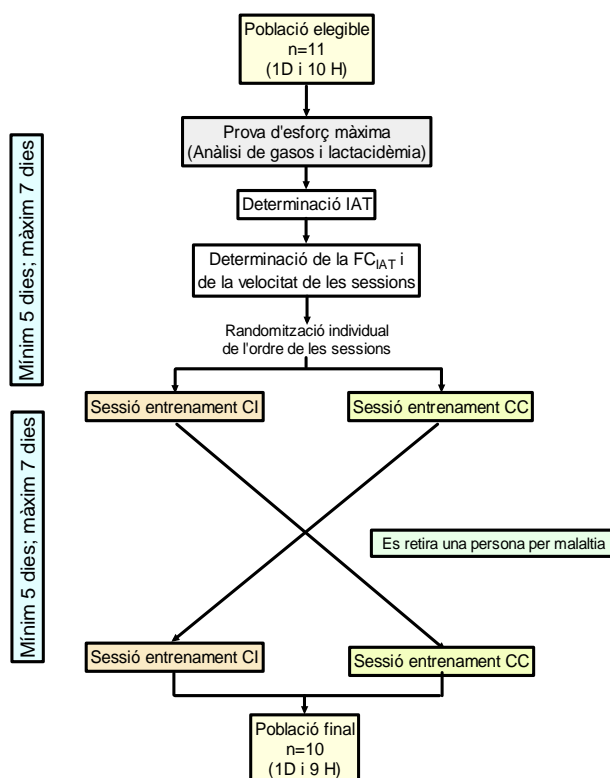 Població elegible
n=11
(1D i 10 H)
Prova d'esforç màxima
(Anàlisi de gasos i lactacidèmia)
Determinació IAT
Determinació de la FCIAT i
de la velocitat de les sessions
Randomització individual
de l'ordre de les sessions
Mínim 5 dies; màxim 7 dies
Sessió entrenament CI
Sessió entrenament CC
Mínim 5 dies; màxim 7 dies
Es retira una persona per malaltia
Sessió entrenament CI
Sessió entrenament CC
Població final
n=10
(1D i 9 H)